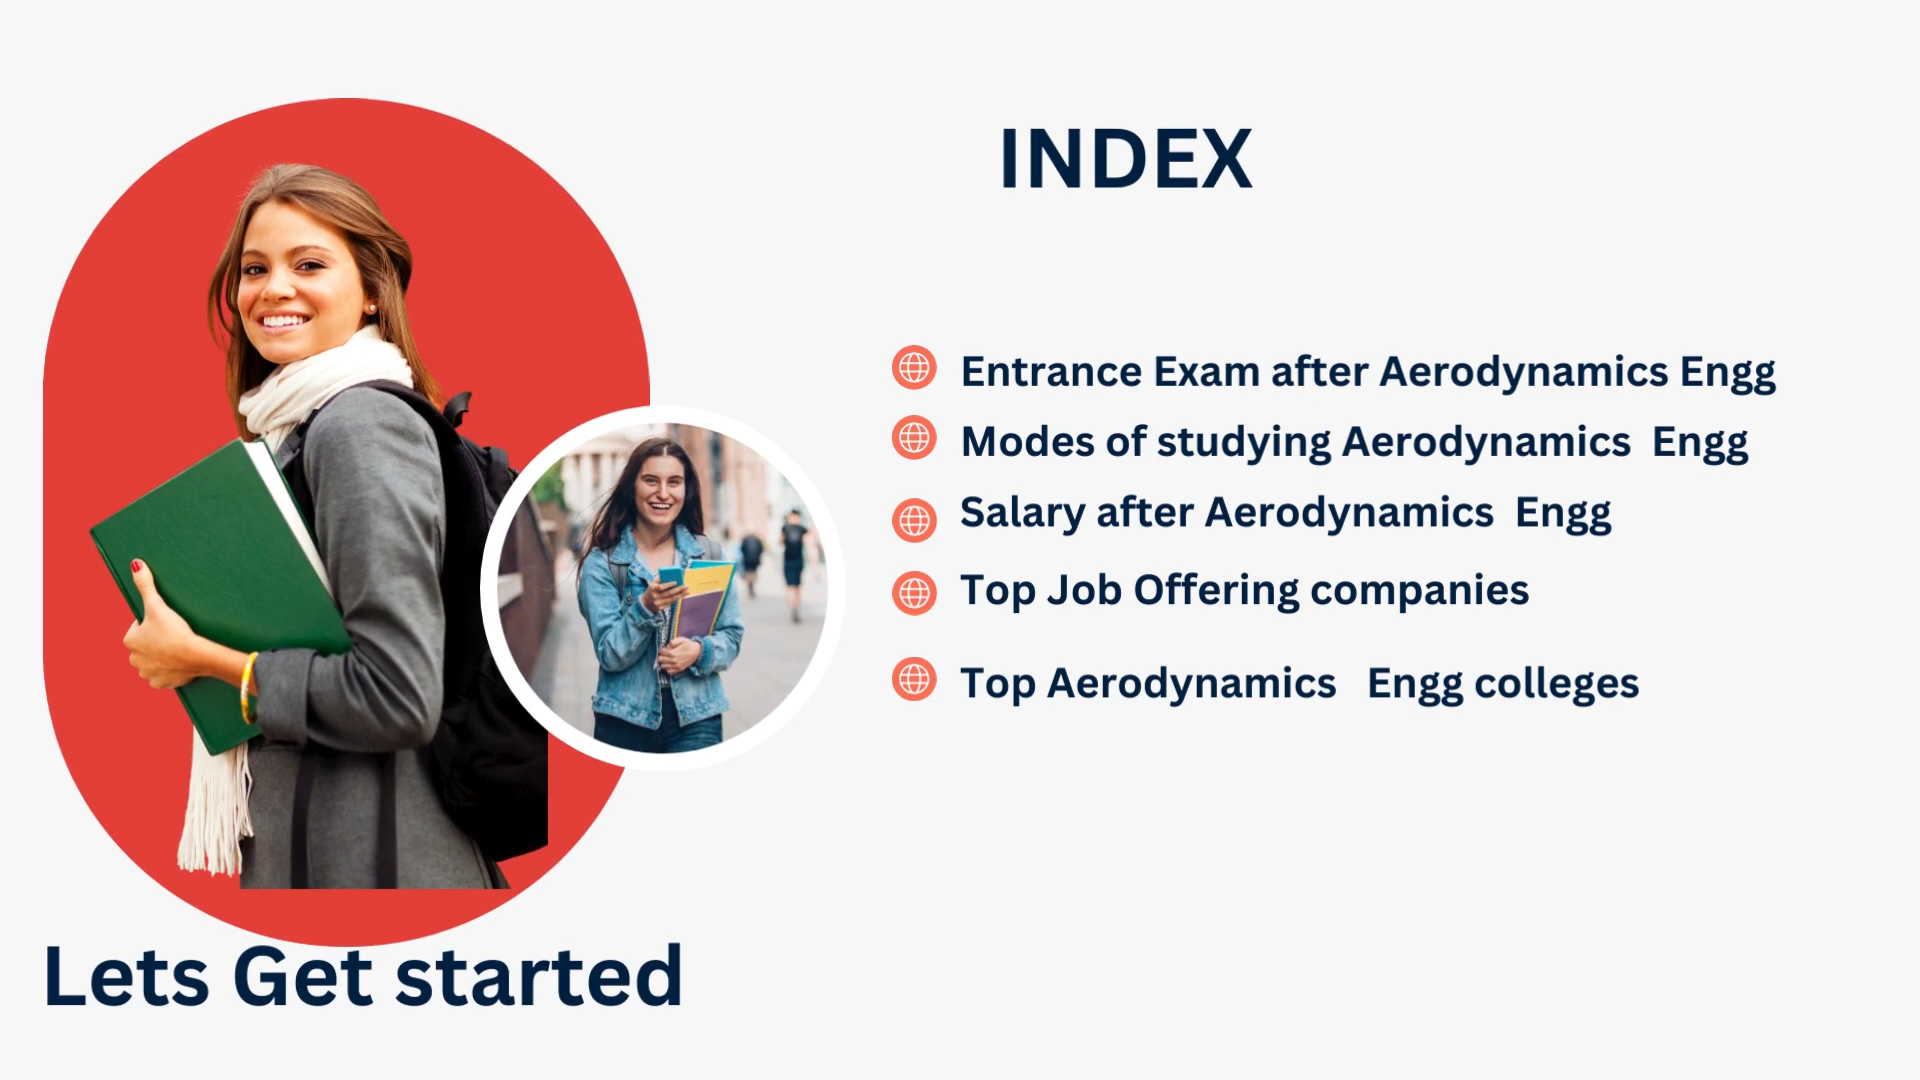 INDEX
Entrance Exam after Aerodynamics Engg
Modes of studying Aerodynamics  Engg
Salary after Aerodynamics  Engg
Top Job Offering companies
Top Aerodynamics   Engg colleges
Lets Get started